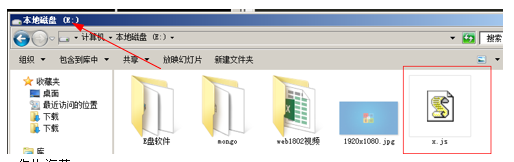 本地磁盘 (E:)
计算机 ▸ 本地磁盘 (E:) ▸
搜索
组织 包含到库中 共享 放映幻灯片 新建文件夹
收藏夹
桌面
最近访问的位置
下载
下载
库
E盘软件 mongo web1802视频 1920x1080.jpg x.js